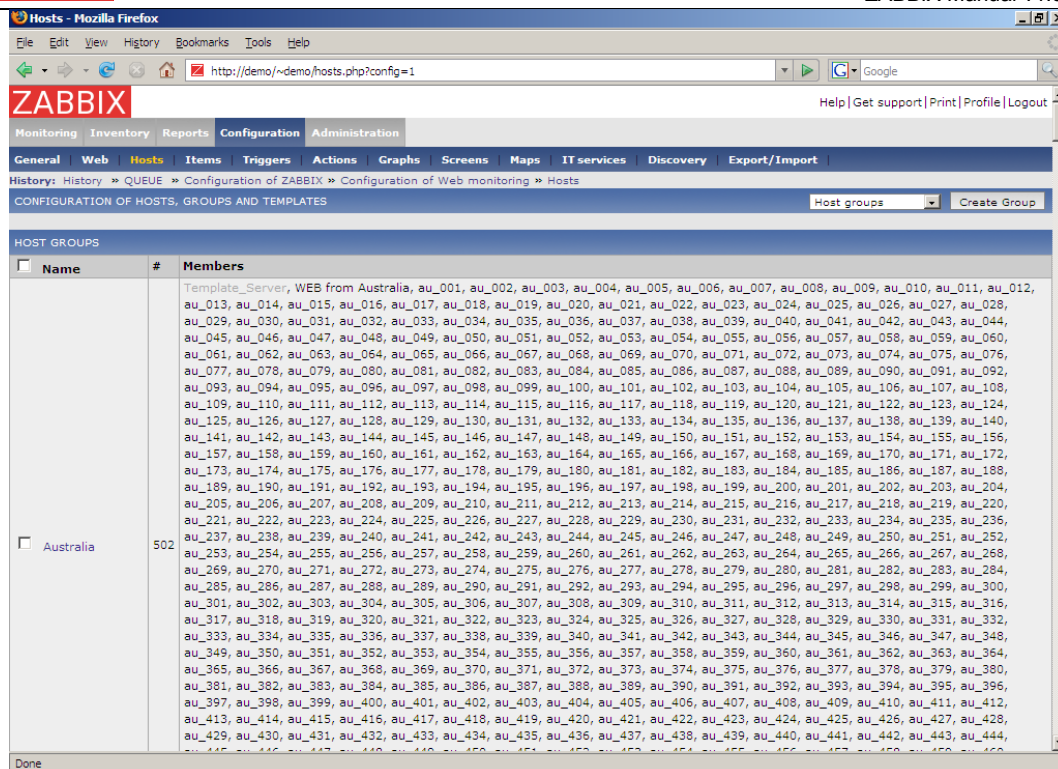 Hosts - Mozilla Firefox
File Edit View History Bookmarks Tools Help
http://demo/~demo/hosts.php?config=1
Google
ZABBIX
Help|Get support|Print|Profile|Logout
Monitoring Inventory Reports Configuration Administration
General | Web | Hosts | Items | Triggers | Actions | Graphs | Screens | Maps | IT services | Discovery | Export/Import |
History: History » QUEUE » Configuration of ZABBIX » Configuration of Web monitoring » Hosts
CONFIGURATION OF HOSTS, GROUPS AND TEMPLATES Host groups Create Group
HOST GROUPS
Name # Members
Template_Server, WEB from Australia, au_001, au_002, au_003, au_004, au_005, au_006, au_007, au_008, au_009, au_010, au_011, au_012,
au_013, au_014, au_015, au_016, au_017, au_018, au_019, au_020, au_021, au_022, au_023, au_024, au_025, au_026, au_027, au_028,
au_029, au_030, au_031, au_032, au_033, au_034, au_035, au_036, au_037, au_038, au_039, au_040, au_041, au_042, au_043, au_044,
au_045, au_046, au_047, au_048, au_049, au_050, au_051, au_052, au_053, au_054, au_055, au_056, au_057, au_058, au_059, au_060,
au_061, au_062, au_063, au_064, au_065, au_066, au_067, au_068, au_069, au_070, au_071, au_072, au_073, au_074, au_075, au_076,
au_077, au_078, au_079, au_080, au_081, au_082, au_083, au_084, au_085, au_086, au_087, au_088, au_089, au_090, au_091, au_092,
au_093, au_094, au_095, au_096, au_097, au_098, au_099, au_100, au_101, au_102, au_103, au_104, au_105, au_106, au_107, au_108,
au_109, au_110, au_111, au_112, au_113, au_114, au_115, au_116, au_117, au_118, au_119, au_120, au_121, au_122, au_123, au_124,
au_125, au_126, au_127, au_128, au_129, au_130, au_131, au_132, au_133, au_134, au_135, au_136, au_137, au_138, au_139, au_140,
au_141, au_142, au_143, au_144, au_145, au_146, au_147, au_148, au_149, au_150, au_151, au_152, au_153, au_154, au_155, au_156,
au_157, au_158, au_159, au_160, au_161, au_162, au_163, au_164, au_165, au_166, au_167, au_168, au_169, au_170, au_171, au_172,
au_173, au_174, au_175, au_176, au_177, au_178, au_179, au_180, au_181, au_182, au_183, au_184, au_185, au_186, au_187, au_188,
au_189, au_190, au_191, au_192, au_193, au_194, au_195, au_196, au_197, au_198, au_199, au_200, au_201, au_202, au_203, au_204,
au_205, au_206, au_207, au_208, au_209, au_210, au_211, au_212, au_213, au_214, au_215, au_216, au_217, au_218, au_219, au_220,
au_221, au_222, au_223, au_224, au_225, au_226, au_227, au_228, au_229, au_230, au_231, au_232, au_233, au_234, au_235, au_236,
Australia 502 au_237, au_238, au_239, au_240, au_241, au_242, au_243, au_244, au_245, au_246, au_247, au_248, au_249, au_250, au_251, au_252,
au_253, au_254, au_255, au_256, au_257, au_258, au_259, au_260, au_261, au_262, au_263, au_264, au_265, au_266, au_267, au_268,
au_269, au_270, au_271, au_272, au_273, au_274, au_275, au_276, au_277, au_278, au_279, au_280, au_281, au_282, au_283, au_284,
au_285, au_286, au_287, au_288, au_289, au_290, au_291, au_292, au_293, au_294, au_295, au_296, au_297, au_298, au_299, au_300,
au_301, au_302, au_303, au_304, au_305, au_306, au_307, au_308, au_309, au_310, au_311, au_312, au_313, au_314, au_315, au_316,
au_317, au_318, au_319, au_320, au_321, au_322, au_323, au_324, au_325, au_326, au_327, au_328, au_329, au_330, au_331, au_332,
au_333, au_334, au_335, au_336, au_337, au_338, au_339, au_340, au_341, au_342, au_343, au_344, au_345, au_346, au_347, au_348,
au_349, au_350, au_351, au_352, au_353, au_354, au_355, au_356, au_357, au_358, au_359, au_360, au_361, au_362, au_363, au_364,
au_365, au_366, au_367, au_368, au_369, au_370, au_371, au_372, au_373, au_374, au_375, au_376, au_377, au_378, au_379, au_380,
au_381, au_382, au_383, au_384, au_385, au_386, au_387, au_388, au_389, au_390, au_391, au_392, au_393, au_394, au_395, au_396,
au_397, au_398, au_399, au_400, au_401, au_402, au_403, au_404, au_405, au_406, au_407, au_408, au_409, au_410, au_411, au_412,
au_413, au_414, au_415, au_416, au_417, au_418, au_419, au_420, au_421, au_422, au_423, au_424, au_425, au_426, au_427, au_428,
au_429, au_430, au_431, au_432, au_433, au_434, au_435, au_436, au_437, au_438, au_439, au_440, au_441, au_442, au_443, au_444,
Done